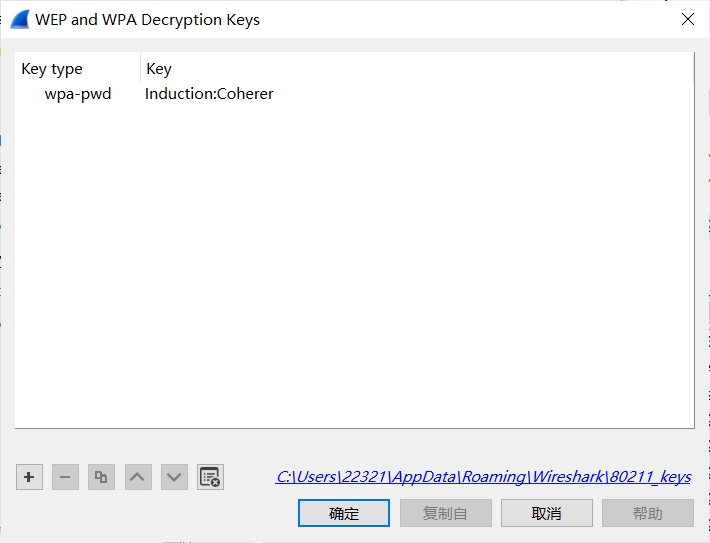 WEP and WPA Decryption Keys
Key type Key
wpa-pwd Induction:Coherer
C:\Users\22321\AppData\Roaming\Wireshark\80211_keys
确定 复制自 取消 帮助